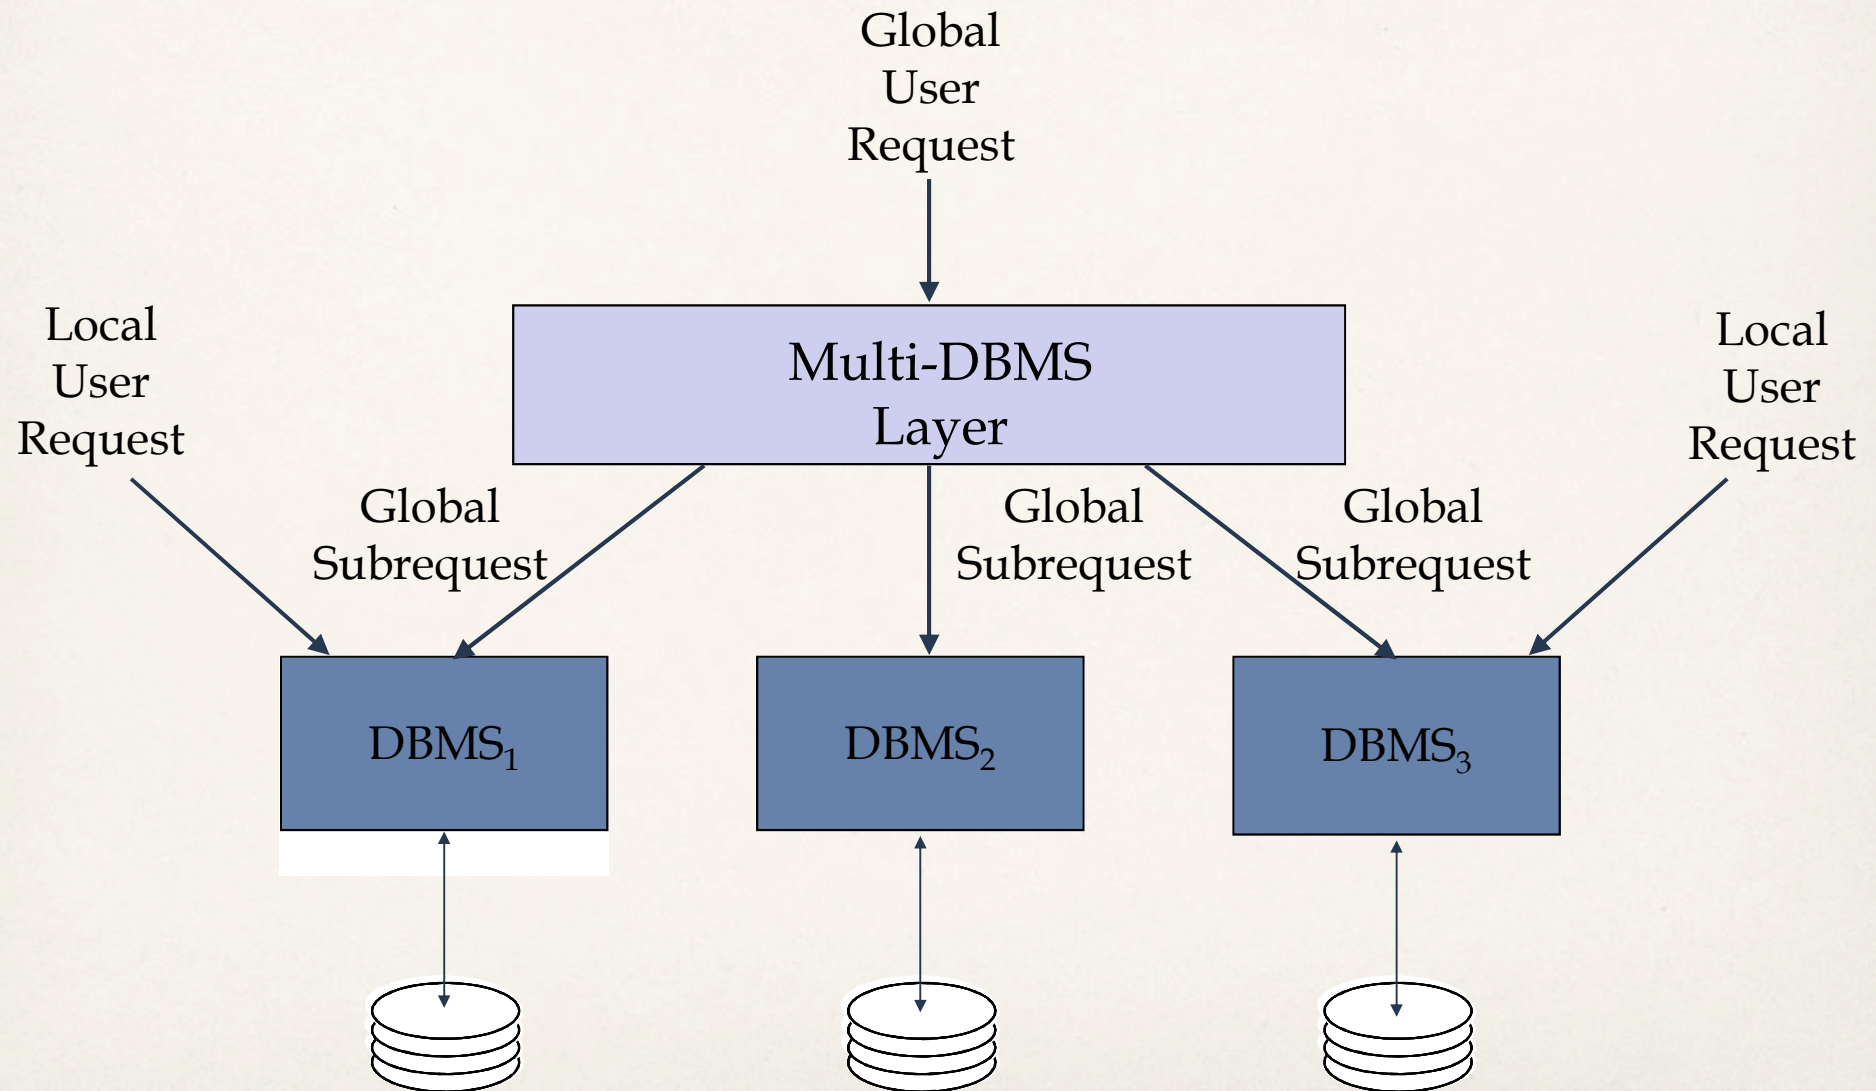 Global
User
Request
Local
User
Request
Multi-DBMS
Layer
Local
User
Request
Global
Subrequest
Global
Subrequest
Global
Subrequest
DBMS₁
DBMS₂
DBMS₃